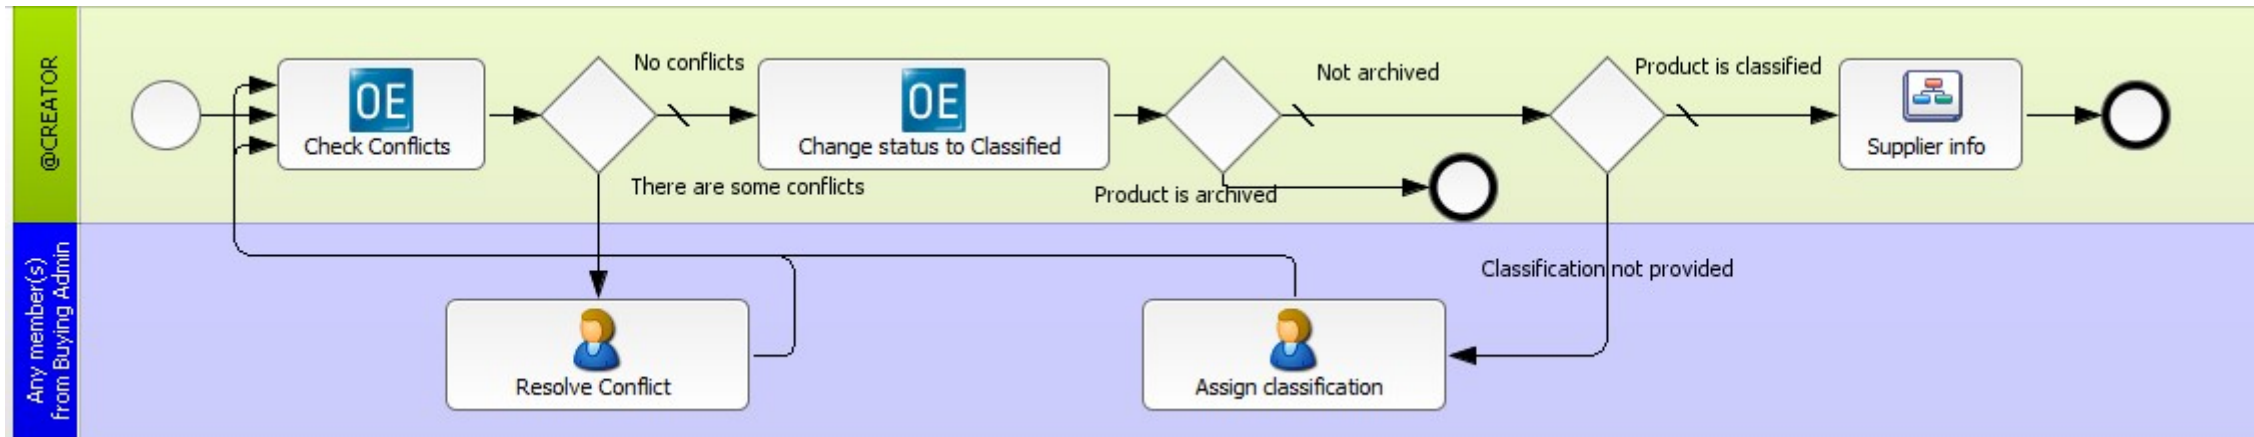 @CREATOR
OE
Check Conflicts
No conflicts
There are some conflicts
OE
Change status to Classified
Not archived
Product is archived
Product is classified
Supplier info
Any member(s)
from Buying Admin
Classification not provided
Resolve Conflict
Assign classification